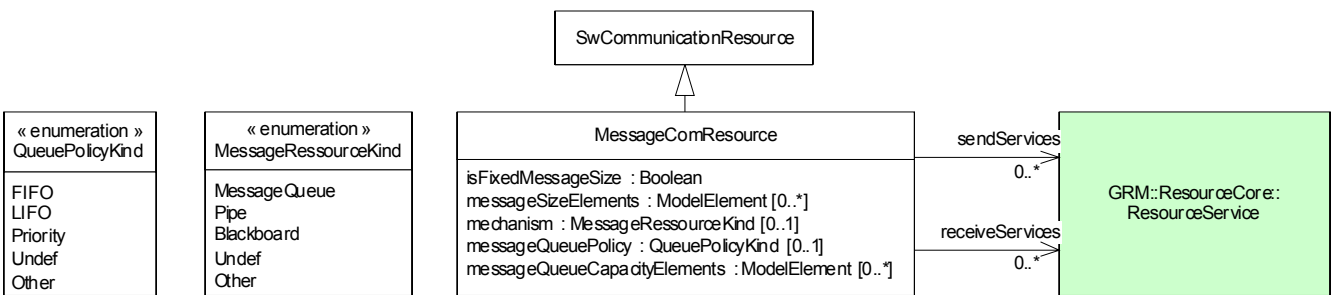 SwCommunicationResource
« enumeration »
QueuePolicyKind
FIFO
LIFO
Priority
Undef
Other
« enumeration »
MessageRessourceKind
MessageQueue
Pipe
Blackboard
Undef
Other
MessageComResource
isFixedMessageSize : Boolean
messageSizeElements : ModelElement [0..*]
mechanism : MessageRessourceKind [0..1]
messageQueuePolicy : QueuePolicyKind [0..1]
messageQueueCapacityElements : ModelElement [0..*]
sendServices
0..*
receiveServices
0..*
GRM::ResourceCore::
ResourceService